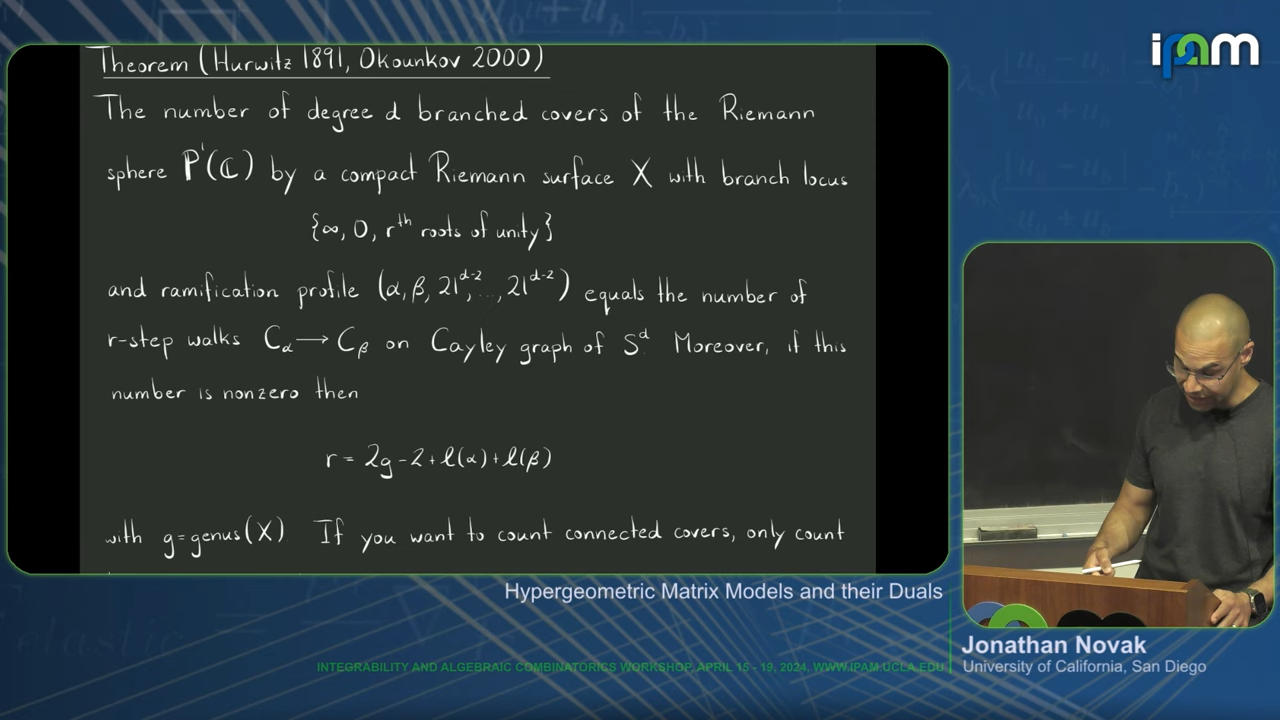 Theorem (Hurwitz 1891, Okounkov 2000)
The number of degree d branched covers of the Riemann
sphere P¹(ℂ) by a compact Riemann surface X with branch locus
{∞, 0, rᵗʰ roots of unity}
and ramification profile (α, β, 21ᵈ⁻², ..., 21ᵈ⁻²) equals the number of
r-step walks C_α → C_β on Cayley graph of Sᵈ. Moreover, if this
number is nonzero then
r = 2g - 2 + ℓ(α) + ℓ(β)
with g = genus(X) If you want to count connected covers, only count
ipam
Hypergeometric Matrix Models and their Duals
Jonathan Novak
University of California, San Diego
INTEGRABILITY AND ALGEBRAIC COMBINATORICS WORKSHOP, APRIL 15 - 19, 2024, WWW.IPAM.UCLA.EDU